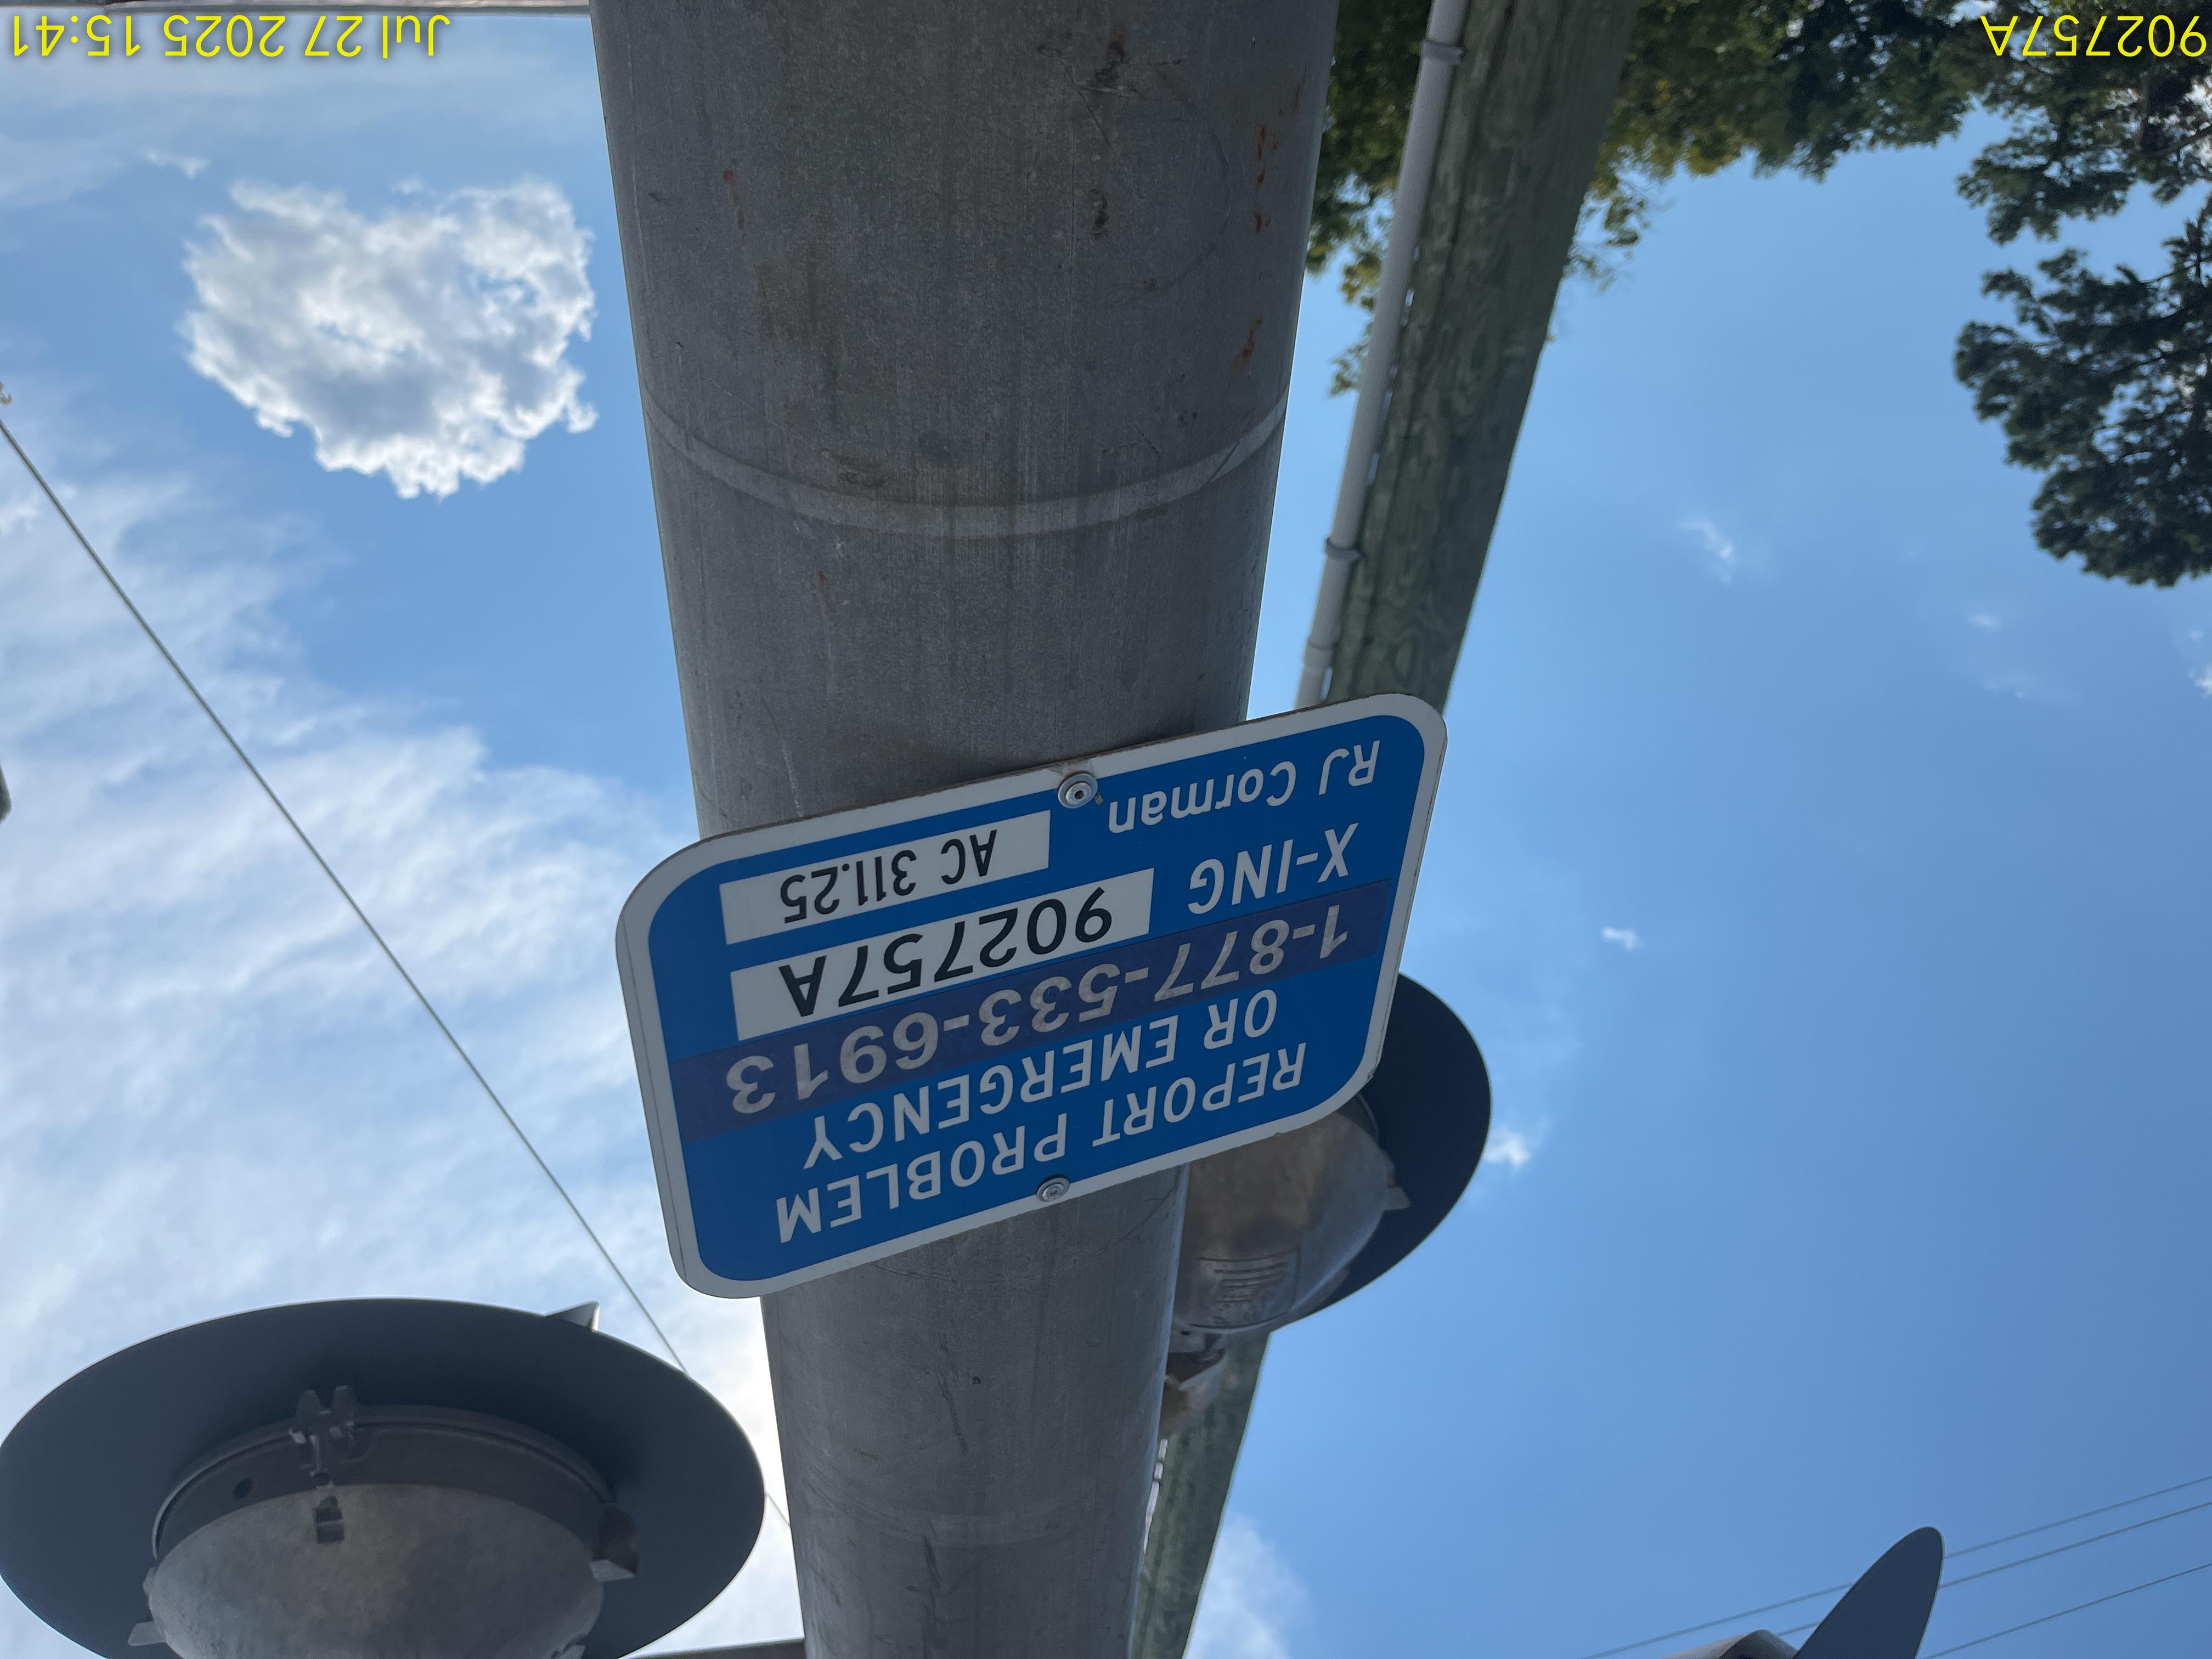 REPORT PROBLEM
OR EMERGENCY
1-877-533-6913
X-ING 902757A
RJ Corman AC 311.25
902757A
Jul 27 2025 15:41